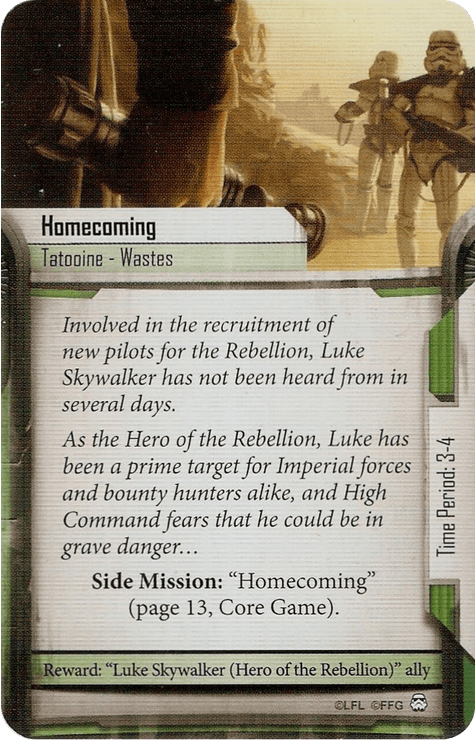 Homecoming
Tatooine - Wastes
Involved in the recruitment of
new pilots for the Rebellion, Luke
Skywalker has not been heard from in
several days.
As the Hero of the Rebellion, Luke has
been a prime target for Imperial forces
and bounty hunters alike, and High
Command fears that he could be in
grave danger…
Side Mission: “Homecoming”
(page 13, Core Game).
Time Period: 3-4
Reward: “Luke Skywalker (Hero of the Rebellion)” ally
©LFL ©FFG